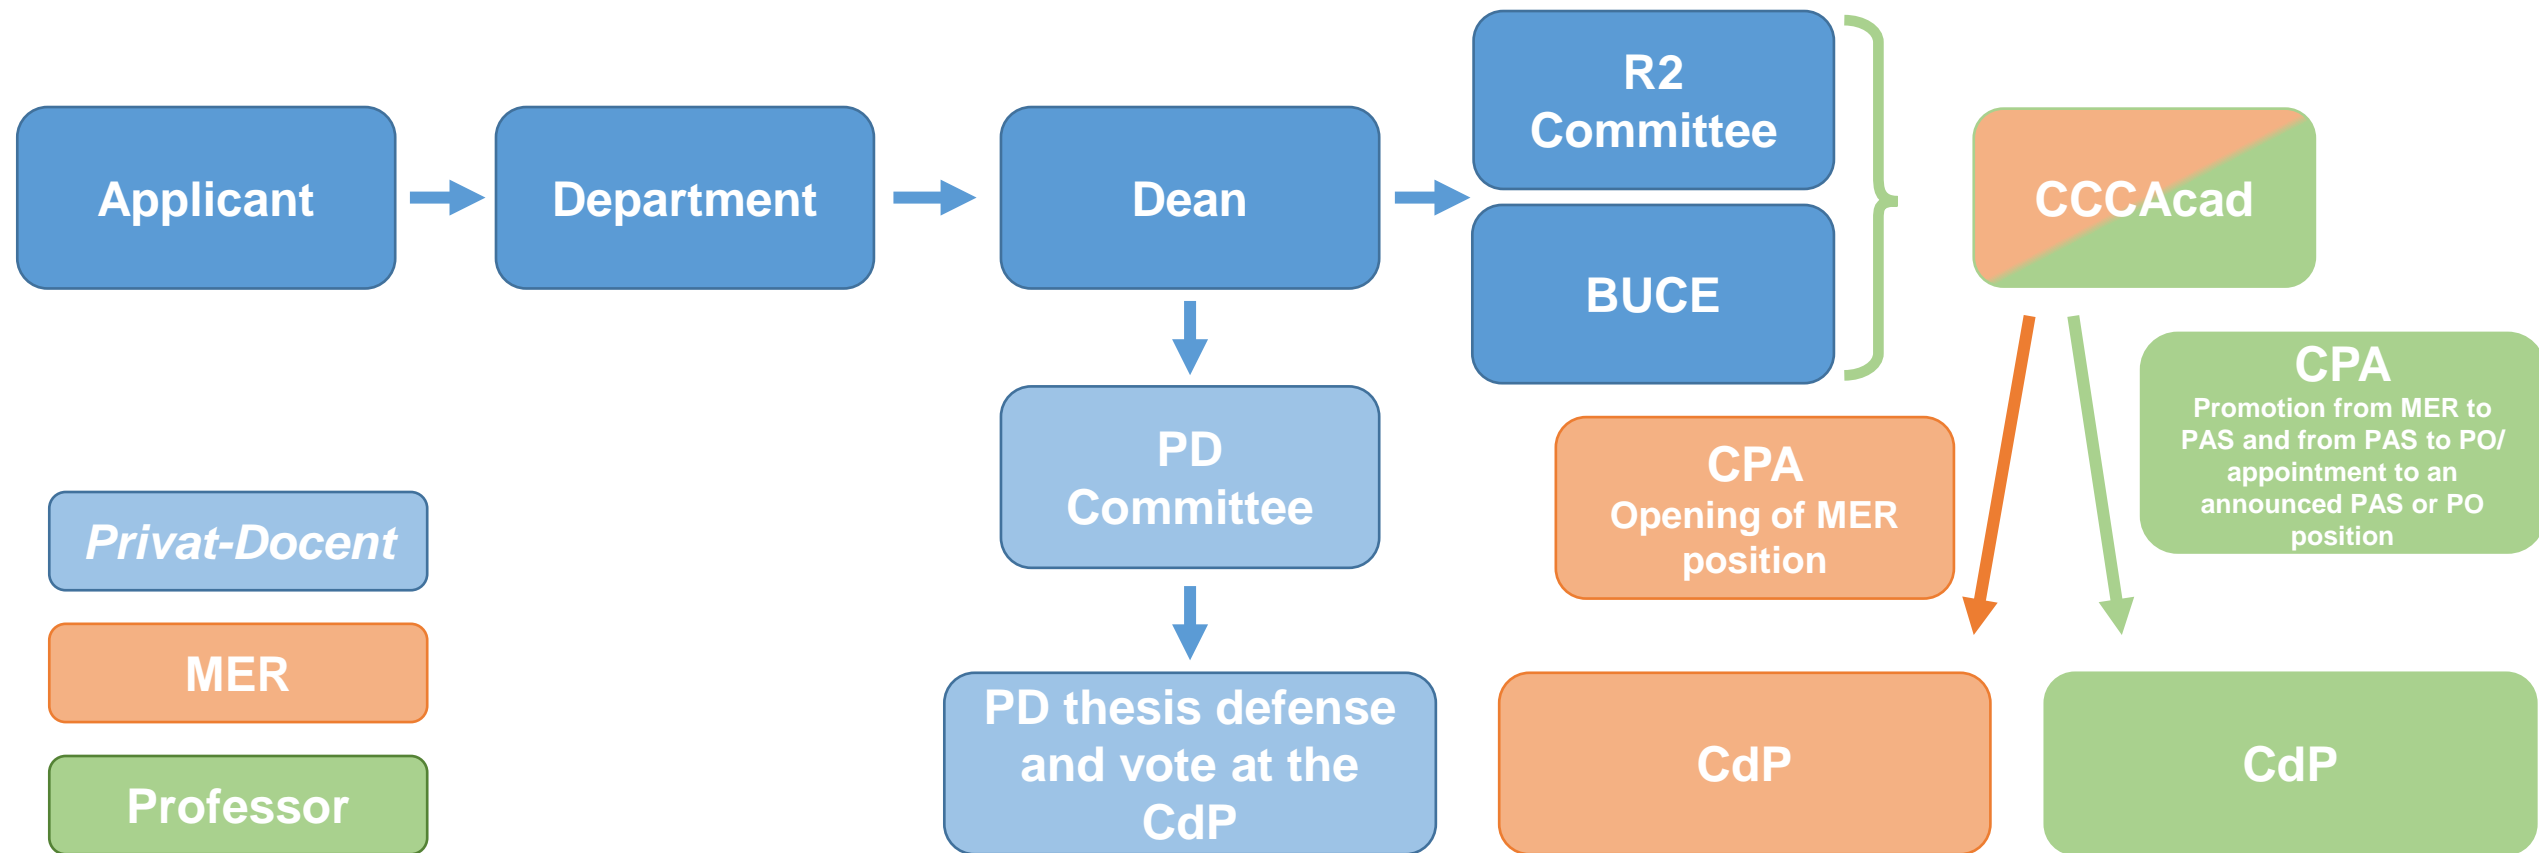 Applicant
Department
Dean
R2
Committee
BUCE
CCCAcad
PD
Committee
PD thesis defense
and vote at the
CdP
CPA
Opening of MER
position
CPA
Promotion from MER to
PAS and from PAS to PO/
appointment to an
announced PAS or PO
position
CdP
CdP
Privat-Docent
MER
Professor